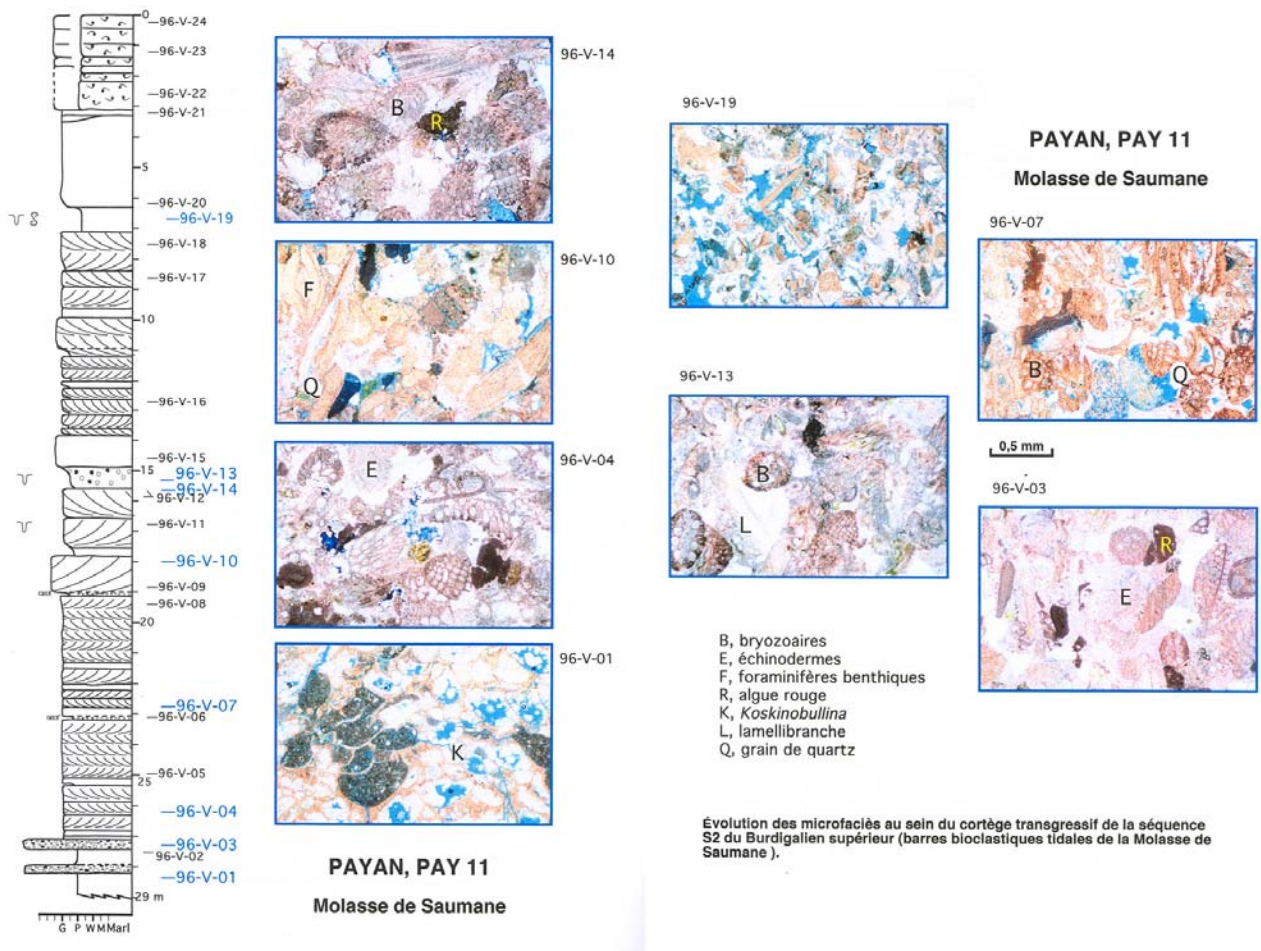 0
96-V-24
96-V-23
96-V-22
96-V-21
5
96-V-20
96-V-19
96-V-18
96-V-17
10
96-V-16
96-V-15
15
96-V-13
96-V-14
96-V-12
96-V-11
96-V-10
96-V-09
96-V-08
20
96-V-07
96-V-06
96-V-05
25
96-V-04
96-V-03
96-V-02
96-V-01
29 m
G P W M Marl
96-V-14
B
R
96-V-10
F
Q
96-V-04
E
96-V-01
K
PAYAN, PAY 11
Molasse de Saumane
96-V-19
96-V-13
B
L
B, bryozoaires
E, échinodermes
F, foraminifères benthiques
R, algue rouge
K, Koskinobullina
L, lamellibranche
Q, grain de quartz
PAYAN, PAY 11
Molasse de Saumane
96-V-07
B
Q
0,5 mm
96-V-03
R
E
Évolution des microfaciès au sein du cortège transgressif de la séquence
S2 du Burdigalien supérieur (barres bioclastiques tidales de la Molasse de
Saumane ).